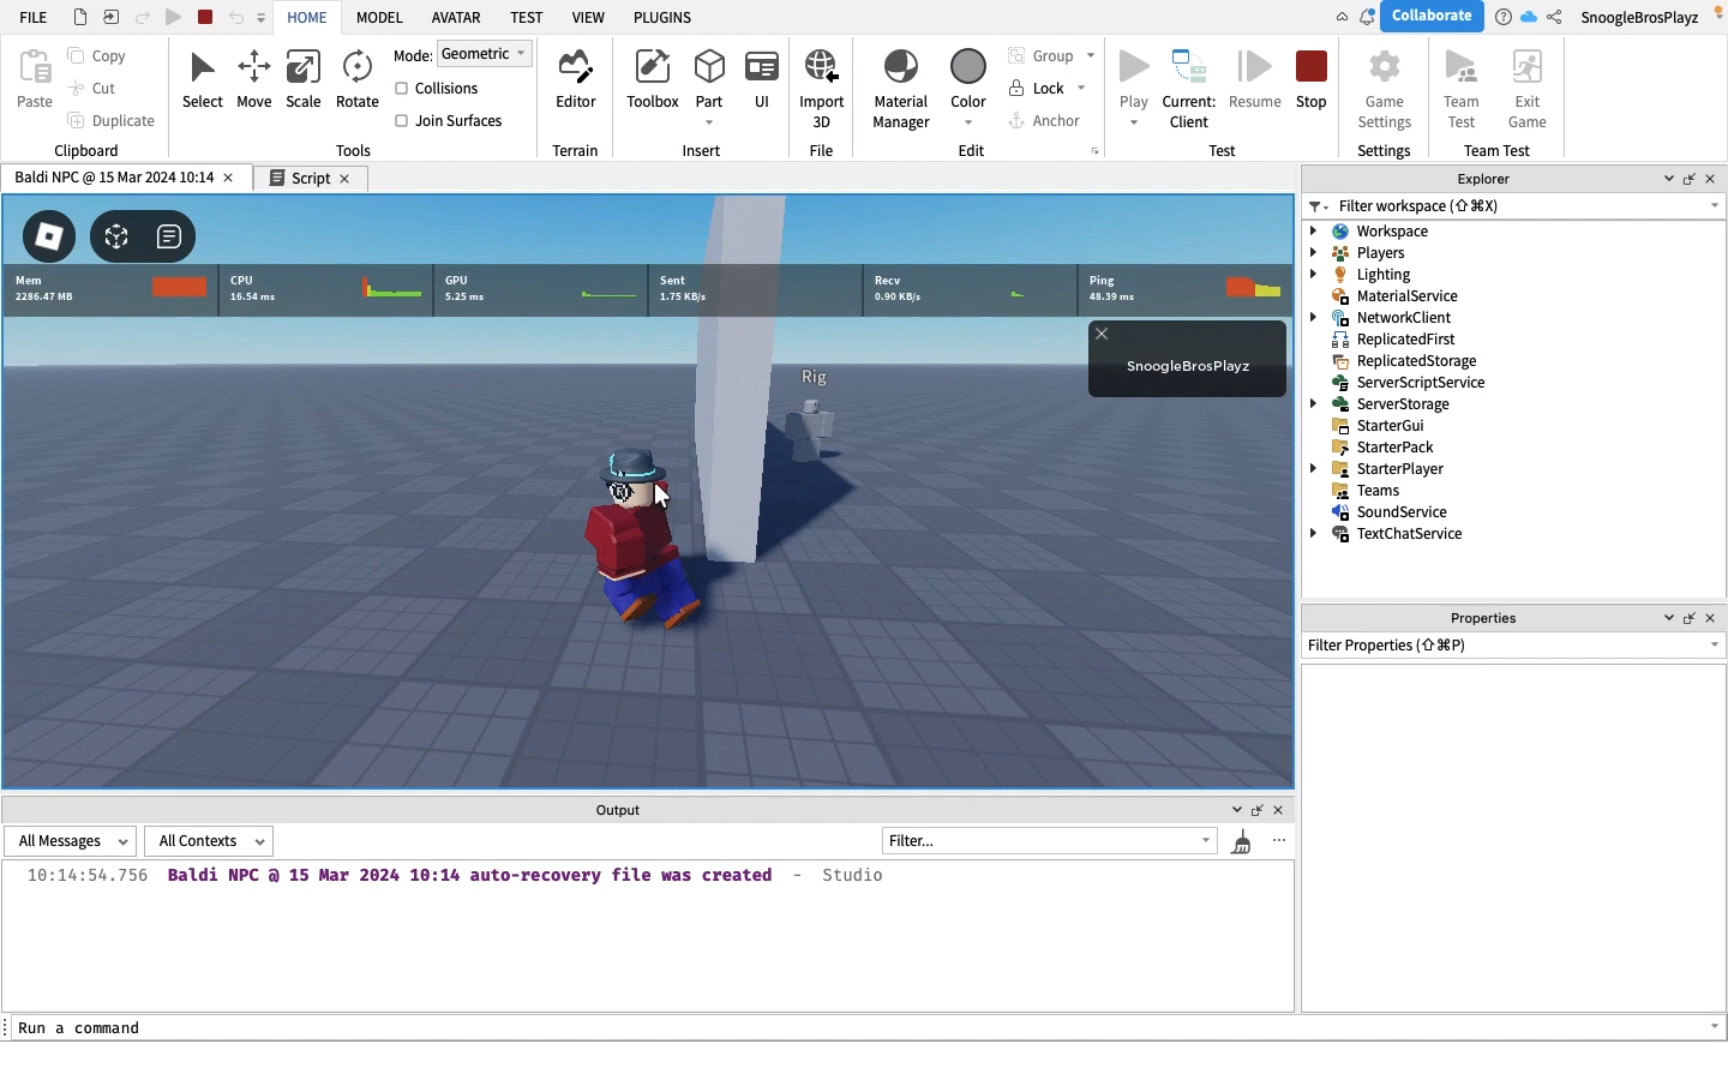 FILE HOME MODEL AVATAR TEST VIEW PLUGINS Collaborate SnoogleBrosPlayz
Paste Copy Cut Duplicate
Clipboard
Select Move Scale Rotate
Mode: Geometric
Collisions
Join Surfaces
Tools
Editor
Terrain
Toolbox Part UI
Insert
Import
3D
File
Material
Manager
Color
Group
Lock
Anchor
Edit
Play
Current:
Client
Resume Stop
Test
Game
Settings
Settings
Team
Test
Exit
Game
Team Test
Baldi NPC @ 15 Mar 2024 10:14
Script
Mem
2286.47 MB
CPU
16.54 ms
GPU
5.25 ms
Sent
1.75 KB/s
Recv
0.90 KB/s
Ping
48.39 ms
SnoogleBrosPlayz
Rig
Explorer
Filter workspace (⇧⌘X)
Workspace
Players
Lighting
MaterialService
NetworkClient
ReplicatedFirst
ReplicatedStorage
ServerScriptService
ServerStorage
StarterGui
StarterPack
StarterPlayer
Teams
SoundService
TextChatService
Properties
Filter Properties (⇧⌘P)
Output
All Messages All Contexts Filter...
10:14:54.756 Baldi NPC @ 15 Mar 2024 10:14 auto-recovery file was created - Studio
Run a command